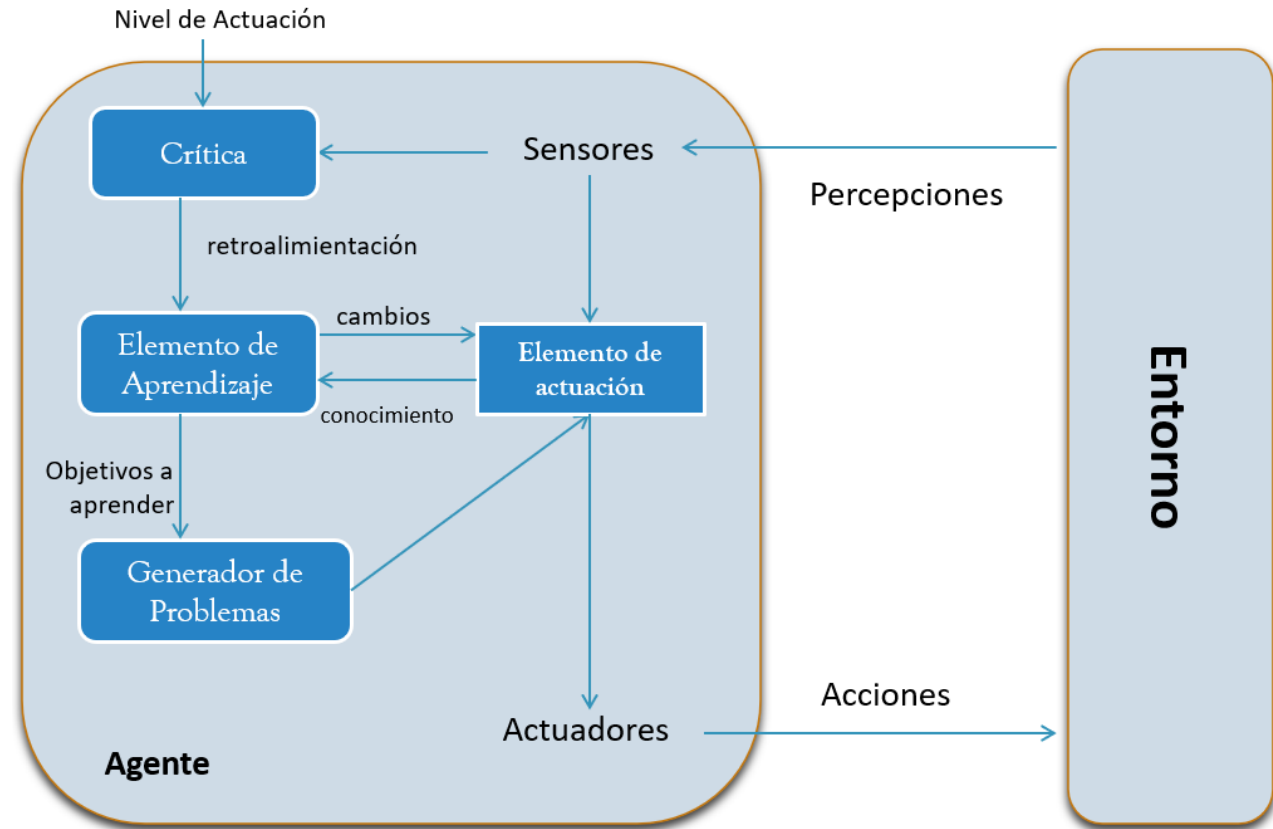 Nivel de Actuación
Crítica
Sensores
Percepciones
retroalimentación
cambios
Elemento de
Aprendizaje
Elemento de
actuación
conocimiento
Objetivos a
aprender
Generador de
Problemas
Entorno
Acciones
Actuadores
Agente